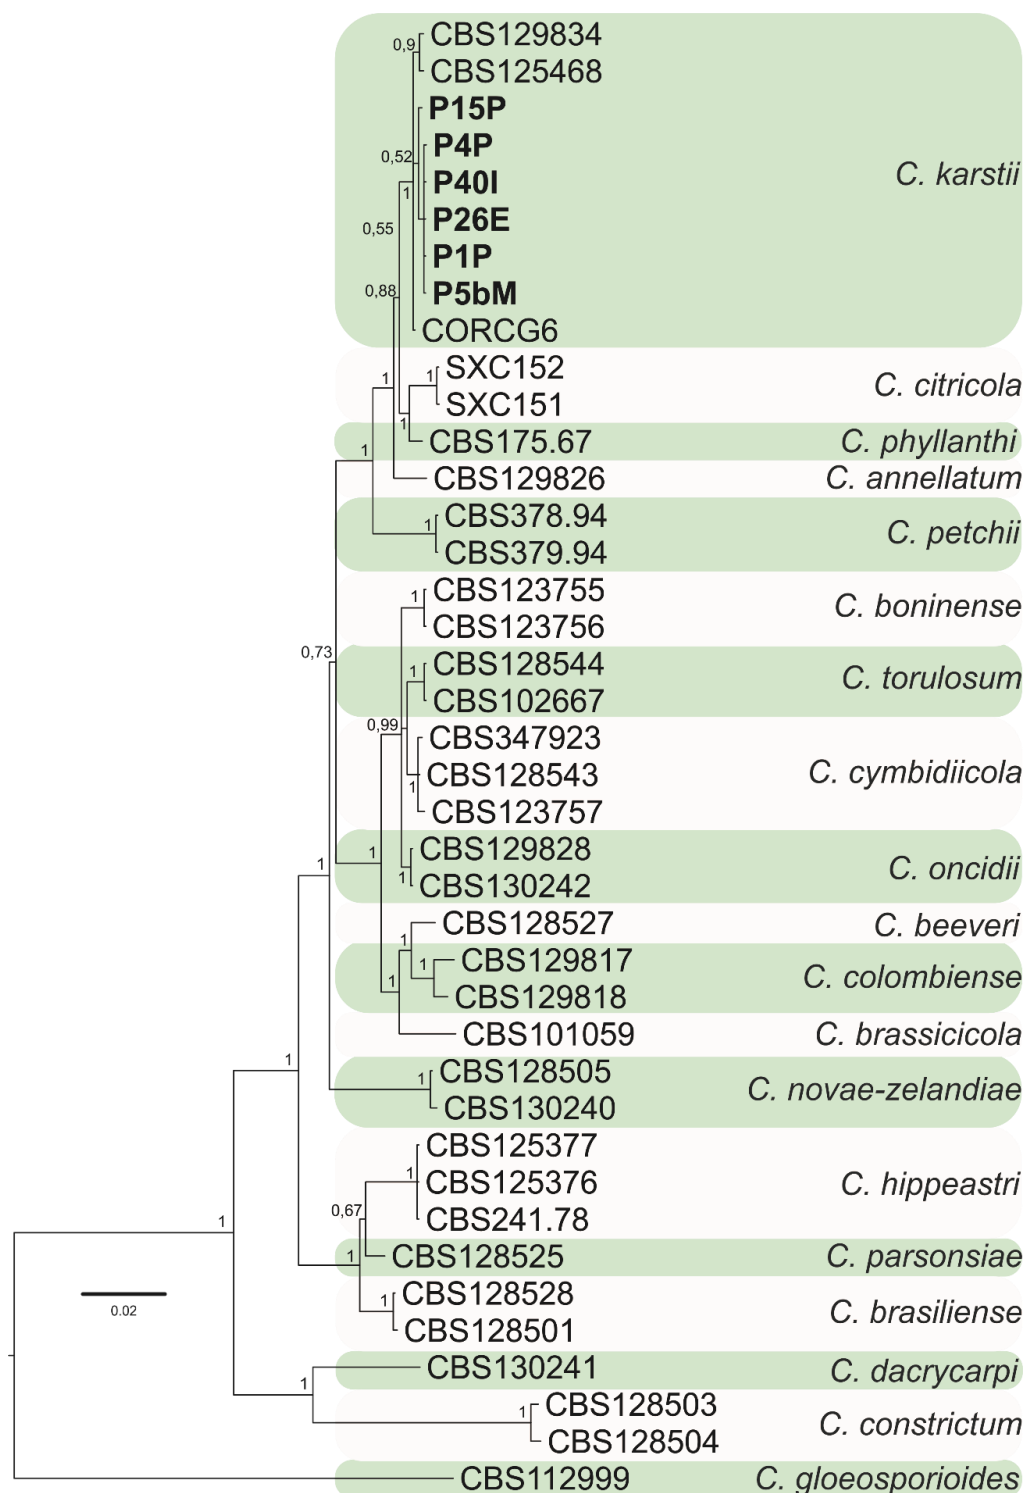 CBS129834
0,9
CBS125468
P15P
P4P
0,52
C. karstii
P40I
1
P26E
0,55
P1P
0,88
P5bM
CORCG6
SXC152
1
1
C. citricola
SXC151
1
CBS175.67
C. phyllanthi
1
CBS129826
C. annellatum
CBS378.94
1
C. petchii
CBS379.94
CBS123755
1
C. boninense
CBS123756
0,73
CBS128544
1
C. torulosum
CBS102667
0,99
CBS347923
CBS128543
C. cymbidiicola
1
CBS123757
CBS129828
1
1
C. oncidii
1
CBS130242
CBS128527
C. beeveri
1
CBS129817
1
C. colombiense
1
CBS129818
CBS101059
C. brassicicola
1
CBS128505
1
C. novae-zelandiae
CBS130240
CBS125377
1
CBS125376
C. hippeastri
0,67
CBS241.78
1
1
CBS128525
C. parsonsiae
CBS128528
1
0.02
C. brasiliense
CBS128501
CBS130241
C. dacrycarpi
1
CBS128503
1
C. constrictum
CBS128504
CBS112999
C. gloeosporioides